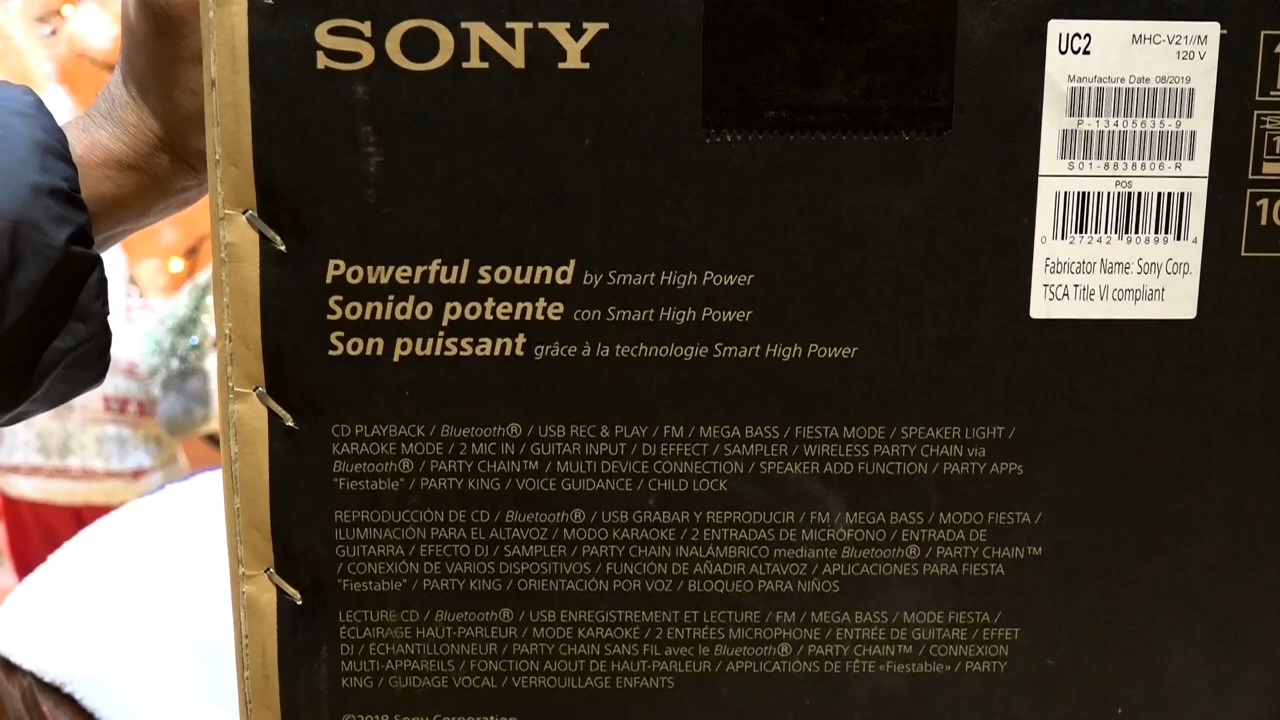 SONY
UC2 MHC-V21//M
120 V
Manufacture Date: 08/2019
P-13405635-9
S01-8838806-R
POS
0 27242 90899 4
Fabricator Name: Sony Corp.
TSCA Title VI compliant
10
Powerful sound by Smart High Power
Sonido potente con Smart High Power
Son puissant grâce à la technologie Smart High Power
CD PLAYBACK / Bluetooth® / USB REC & PLAY / FM / MEGA BASS / FIESTA MODE / SPEAKER LIGHT /
KARAOKE MODE / 2 MIC IN / GUITAR INPUT / DJ EFFECT / SAMPLER / WIRELESS PARTY CHAIN via
Bluetooth® / PARTY CHAIN™ / MULTI DEVICE CONNECTION / SPEAKER ADD FUNCTION / PARTY APPs
"Fiestable" / PARTY KING / VOICE GUIDANCE / CHILD LOCK
REPRODUCCIÓN DE CD / Bluetooth® / USB GRABAR Y REPRODUCIR / FM / MEGA BASS / MODO FIESTA /
ILUMINACIÓN PARA EL ALTAVOZ / MODO KARAOKE / 2 ENTRADAS DE MICRÓFONO / ENTRADA DE
GUITARRA / EFECTO DJ / SAMPLER / PARTY CHAIN INALÁMBRICO mediante Bluetooth® / PARTY CHAIN™
/ CONEXIÓN DE VARIOS DISPOSITIVOS / FUNCIÓN DE AÑADIR ALTAVOZ / APLICACIONES PARA FIESTA
"Fiestable" / PARTY KING / ORIENTACIÓN POR VOZ / BLOQUEO PARA NIÑOS
LECTURE CD / Bluetooth® / USB ENREGISTREMENT ET LECTURE / FM / MEGA BASS / MODE FIESTA /
ÉCLAIRAGE HAUT-PARLEUR / MODE KARAOKÉ / 2 ENTRÉES MICROPHONE / ENTRÉE DE GUITARE / EFFET
DJ / ÉCHANTILLONNEUR / PARTY CHAIN SANS FIL avec le Bluetooth® / PARTY CHAIN™ / CONNEXION
MULTI-APPAREILS / FONCTION AJOUT DE HAUT-PARLEUR / APPLICATIONS DE FÊTE «Fiestable» / PARTY
KING / GUIDAGE VOCAL / VERROUILLAGE ENFANTS
©2018 Sony Corporation